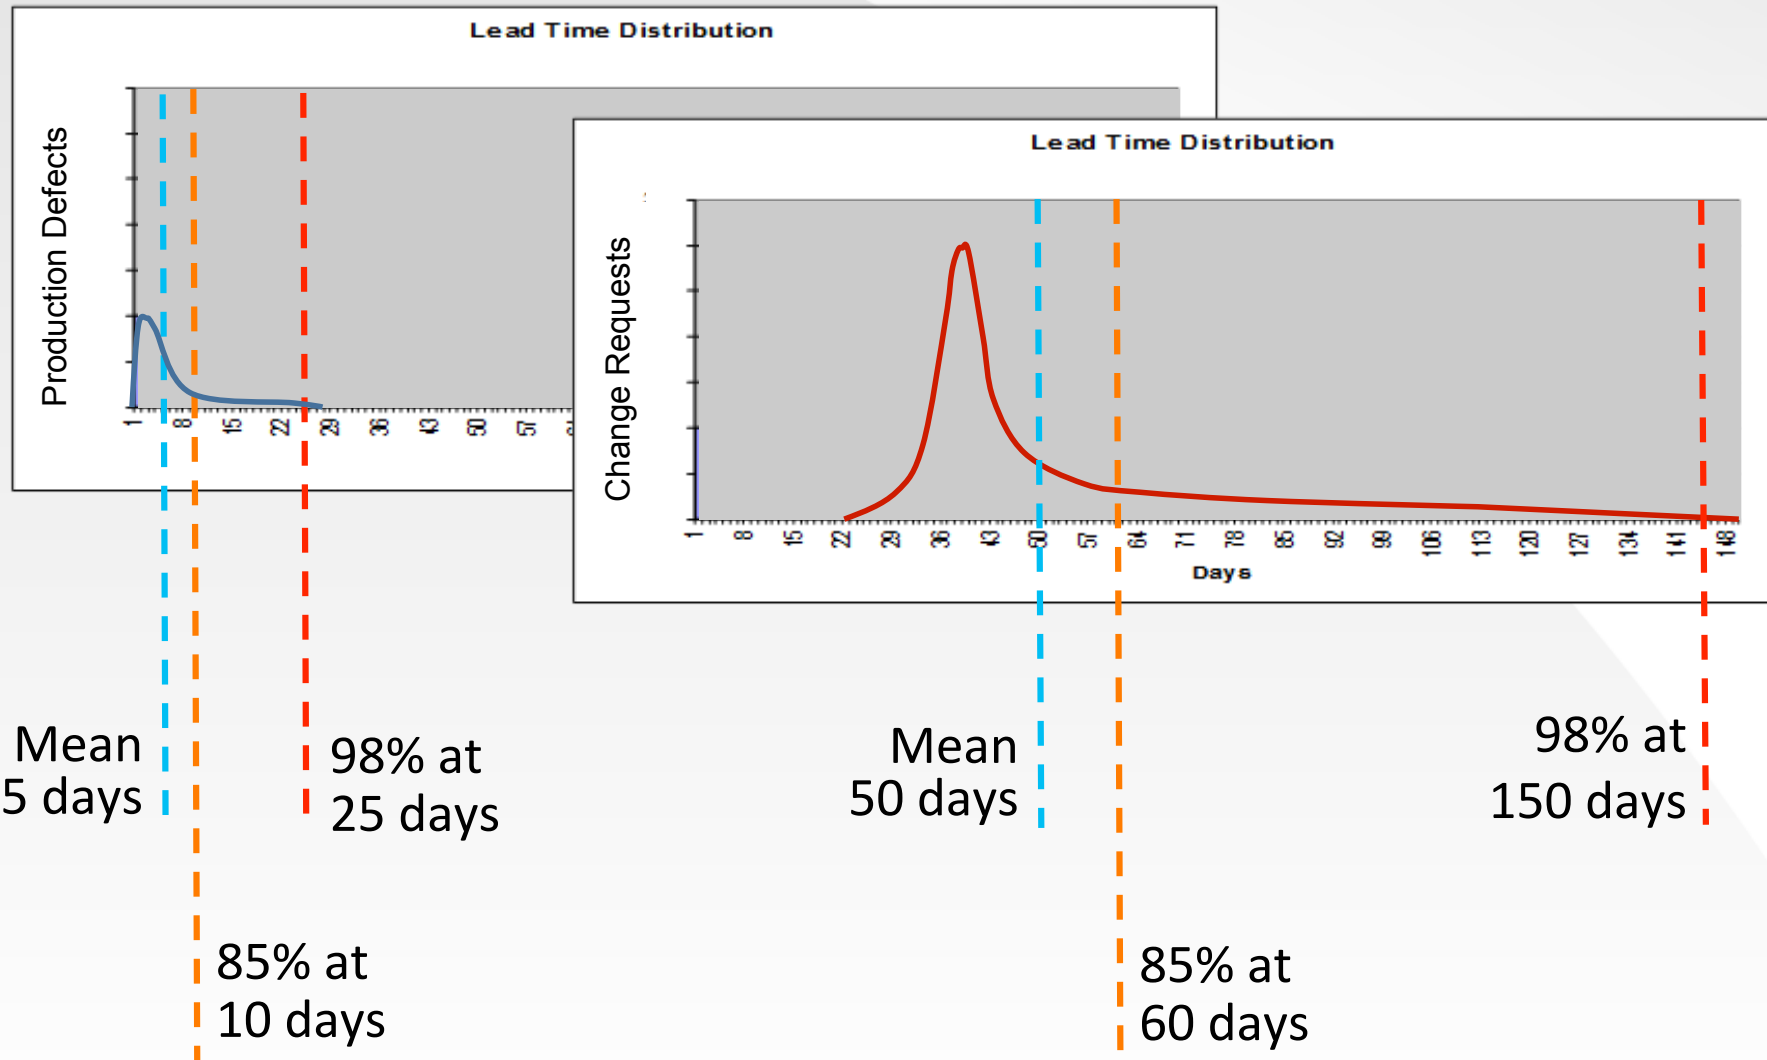 Lead Time Distribution
Production Defects
1 8 15 22 29 36 43 50 57
Lead Time Distribution
Change Requests
1 8 15 22 29 36 43 50 57 64 71 78 85 92 99 106 113 120 127 134 141 148
Days
Mean
5 days
98% at
25 days
85% at
10 days
Mean
50 days
98% at
150 days
85% at
60 days